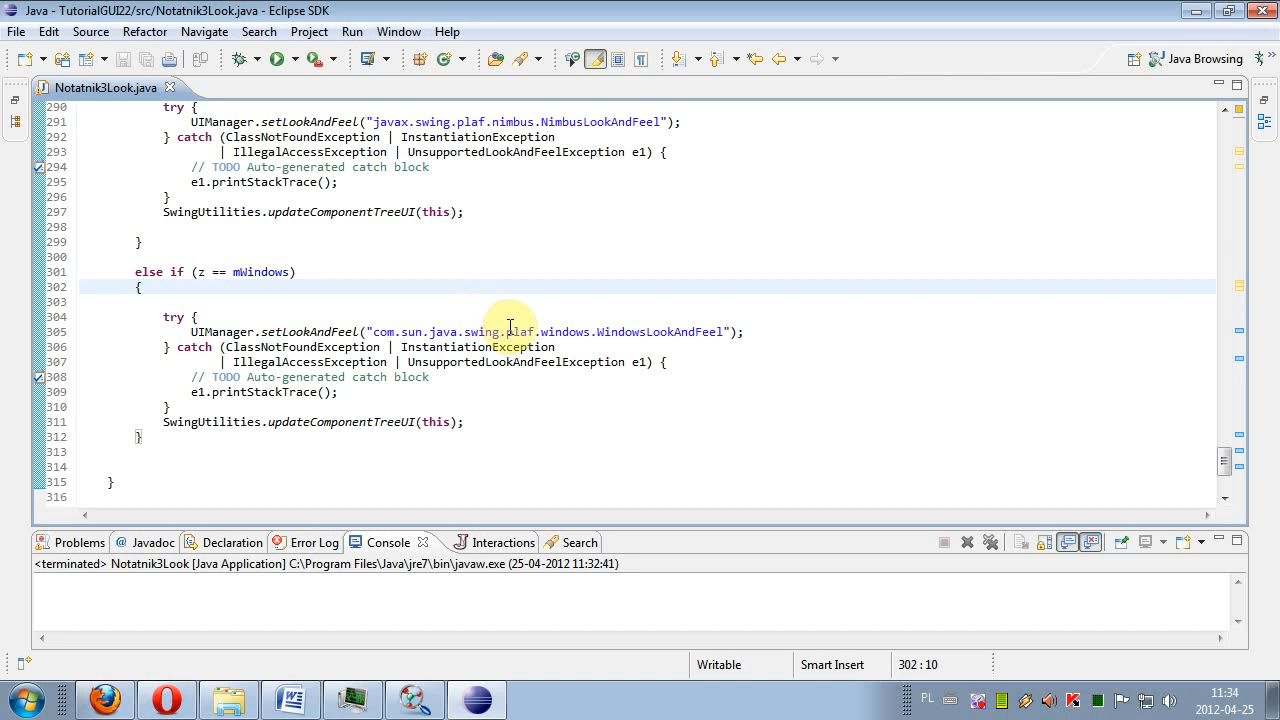 Java - TutorialGUI22/src/Notatnik3Look.java - Eclipse SDK
File Edit Source Refactor Navigate Search Project Run Window Help
Java Browsing
Notatnik3Look.java
290 try {
291 UIManager.setLookAndFeel("javax.swing.plaf.nimbus.NimbusLookAndFeel");
292 } catch (ClassNotFoundException | InstantiationException
293 | IllegalAccessException | UnsupportedLookAndFeelException e1) {
294 // TODO Auto-generated catch block
295 e1.printStackTrace();
296 }
297 SwingUtilities.updateComponentTreeUI(this);
298
299 }
300
301 else if (z == mWindows)
302 {
303
304 try {
305 UIManager.setLookAndFeel("com.sun.java.swing.plaf.windows.WindowsLookAndFeel");
306 } catch (ClassNotFoundException | InstantiationException
307 | IllegalAccessException | UnsupportedLookAndFeelException e1) {
308 // TODO Auto-generated catch block
309 e1.printStackTrace();
310 }
311 SwingUtilities.updateComponentTreeUI(this);
312 }
313
314
315 }
316
Problems @ Javadoc Declaration Error Log Console Interactions Search
<terminated> Notatnik3Look [Java Application] C:\Program Files\Java\jre7\bin\javaw.exe (25-04-2012 11:32:41)
Writable Smart Insert 302 : 10
PL 11:34
2012-04-25